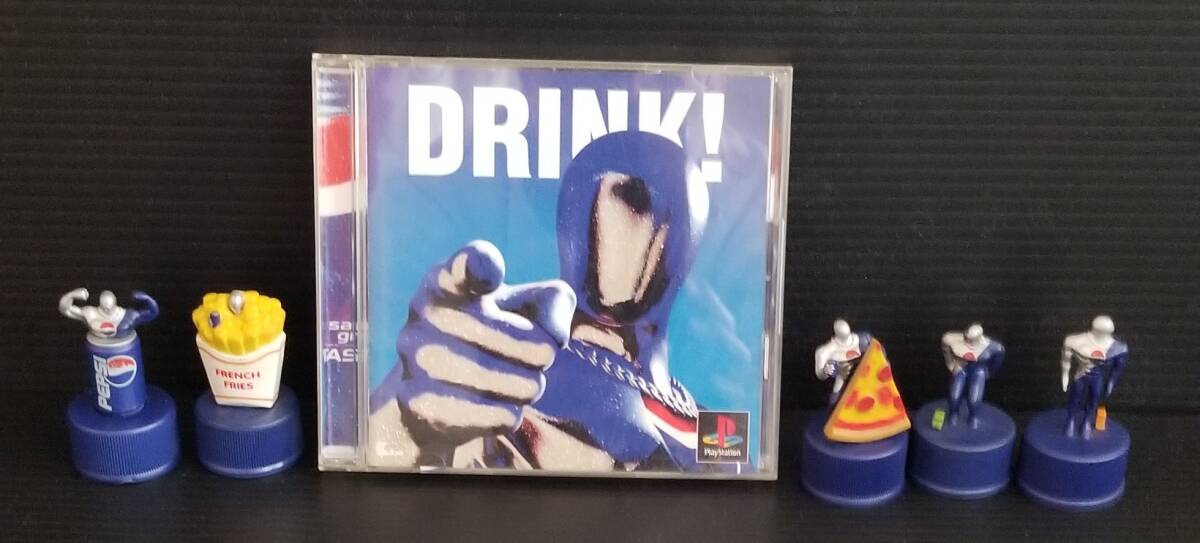 DRINK!
PEPSI
FRENCH
FRIES
PlayStation